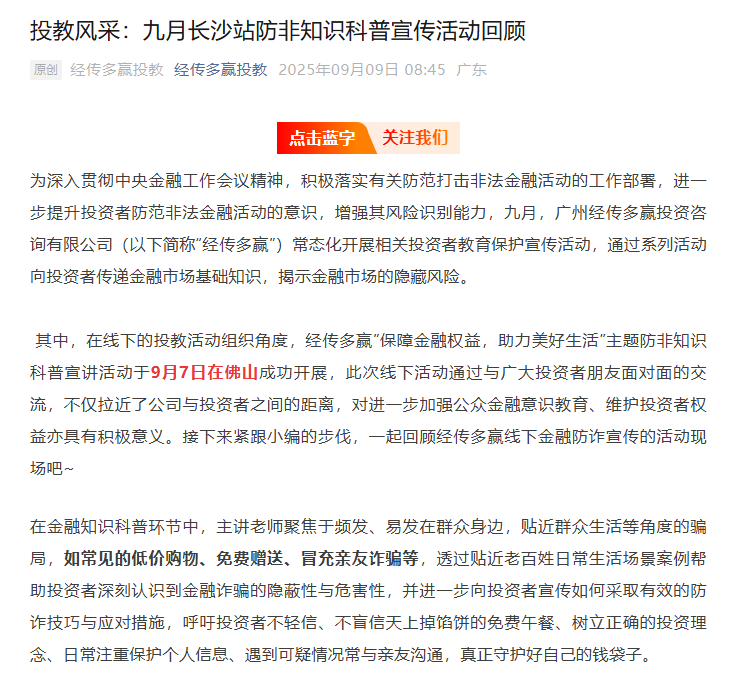 投教风采：九月长沙站防非知识科普宣传活动回顾
原创 经传多赢投教 经传多赢投教 2025年09月09日 08:45 广东
点击蓝字 关注我们
为深入贯彻中央金融工作会议精神，积极落实有关防范打击非法金融活动的工作部署，进一
步提升投资者防范非法金融活动的意识，增强其风险识别能力，九月，广州经传多赢投资咨
询有限公司（以下简称“经传多赢”）常态化开展相关投资者教育保护宣传活动，通过系列活动
向投资者传递金融市场基础知识，揭示金融市场的隐藏风险。
其中，在线下的投教活动组织角度，经传多赢“保障金融权益，助力美好生活”主题防非知识
科普宣讲活动于9月7日在佛山成功开展，此次线下活动通过与广大投资者朋友面对面的交
流，不仅拉近了公司与投资者之间的距离，对进一步加强公众金融意识教育、维护投资者权
益亦具有积极意义。接下来紧跟小编的步伐，一起回顾经传多赢线下金融防诈宣传的活动现
场吧~
在金融知识科普环节中，主讲老师聚焦于频发、易发在群众身边，贴近群众生活等角度的骗
局，如常见的低价购物、免费赠送、冒充亲友诈骗等，透过贴近老百姓日常生活场景案例帮
助投资者深刻认识到金融诈骗的隐蔽性与危害性，并进一步向投资者宣传如何采取有效的防
诈技巧与应对措施，呼吁投资者不轻信、不盲信天上掉馅饼的免费午餐、树立正确的投资理
念、日常注重保护个人信息、遇到可疑情况常与亲友沟通，真正守护好自己的钱袋子。